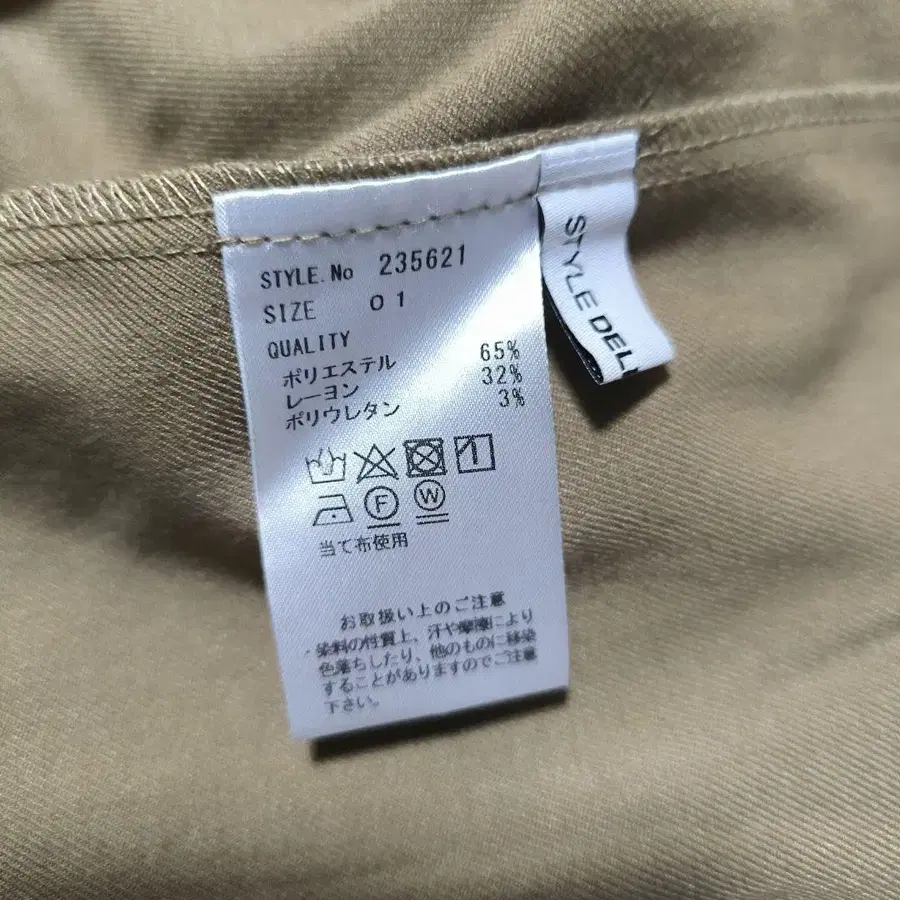 STYLE.No 235621
SIZE 01
QUALITY
ポリエステル 65%
レーヨン 32%
ポリウレタン 3%
F W
当て布使用
お取扱い上のご注意
・染料の性質上、汗や摩擦により
色落ちしたり、他のものに移染
することがありますのでご注意
下さい。
STYLE DEL